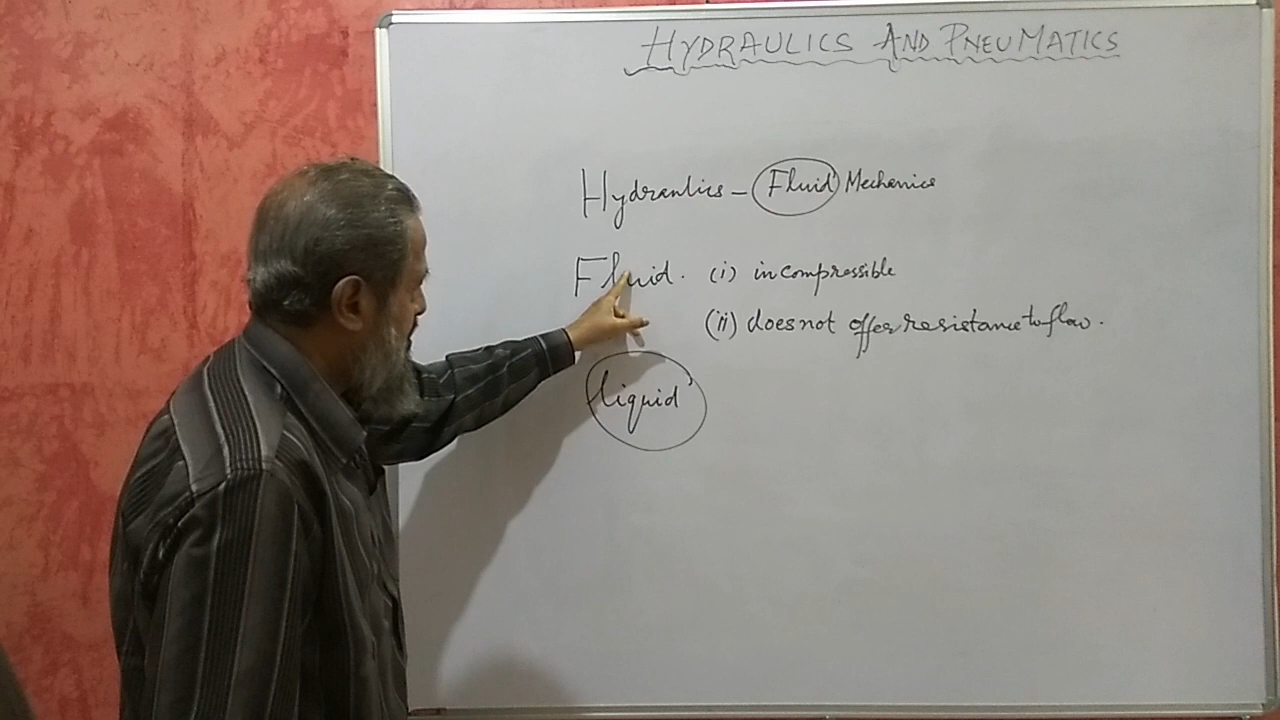 HYDRAULICS AND PNEUMATICS
Hydraulics - Fluid Mechanics
Fluid. (i) incompressible
(ii) does not offer resistance to flow.
liquid